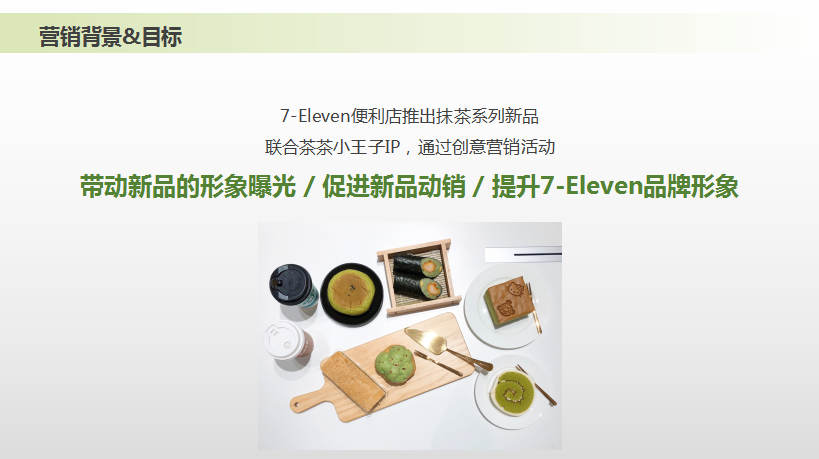 营销背景&目标
7-Eleven便利店推出抹茶系列新品
联合茶茶小王子IP，通过创意营销活动
带动新品的形象曝光 / 促进新品动销 / 提升7-Eleven品牌形象